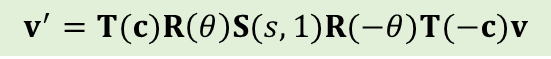 v′ = T(c)R(θ)S(s, 1)R(−θ)T(−c)v